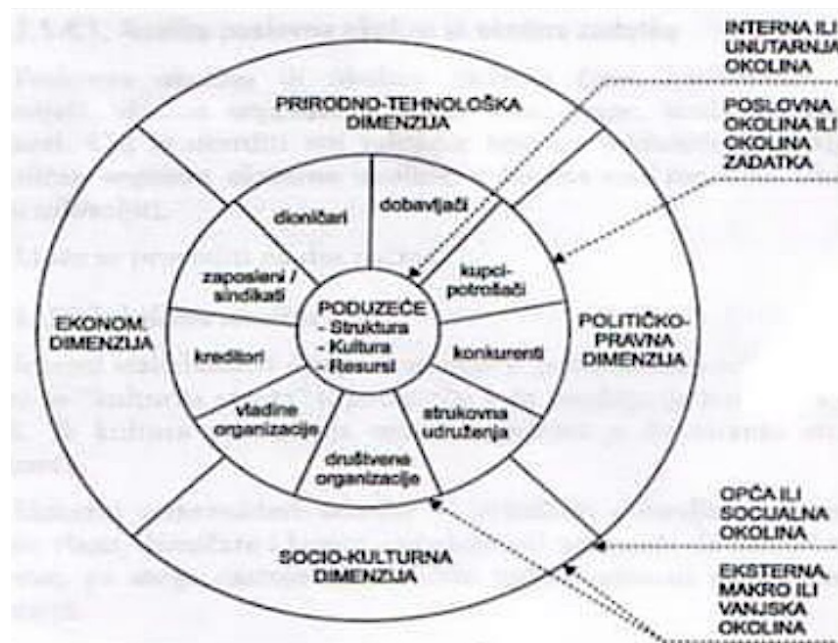 INTERNA ILI
UNUTARNJA
OKOLINA
PRIRODNO-TEHNOLOŠKA
DIMENZIJA
POSLOVNA
OKOLINA ILI
OKOLINA
ZADATKA
dioničari
dobavljači
zaposleni /
sindikati
kupci-
potrošači
EKONOM.
DIMENZIJA
PODUZEĆE
- Struktura
- Kultura
- Resursi
POLITIČKO-
PRAVNA
DIMENZIJA
kreditori
konkurenti
vladine
organizacije
strukovna
udruženja
društvene
organizacije
SOCIO-KULTURNA
DIMENZIJA
OPĆA ILI
SOCIJALNA
OKOLINA
EKSTERNA,
MAKRO ILI
VANJSKA
OKOLINA